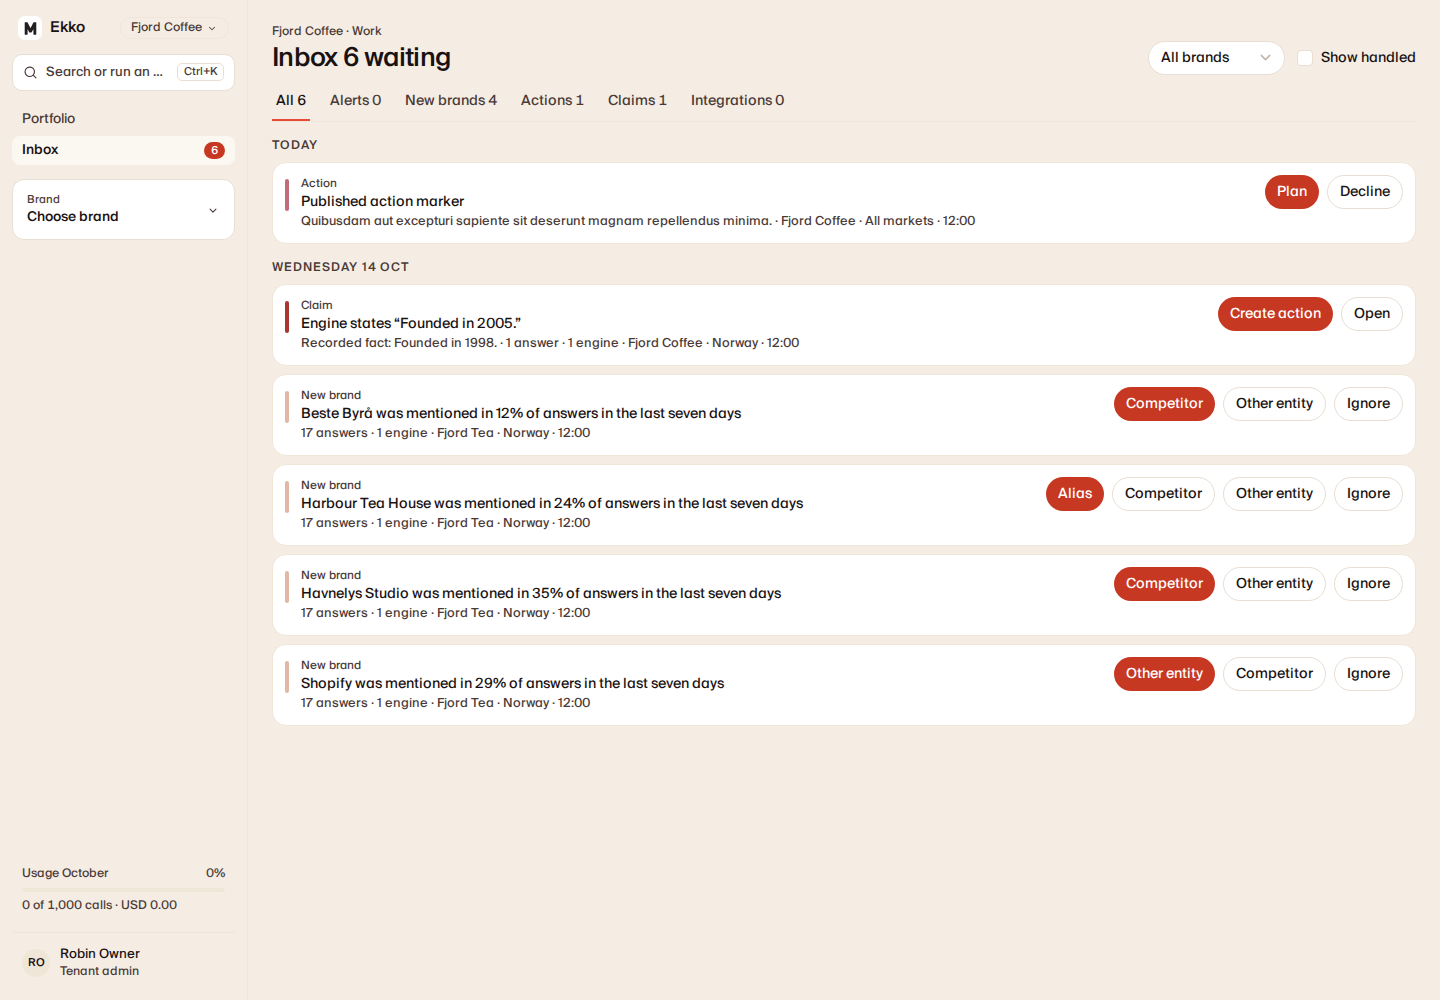 Ekko
Fjord Coffee
Search or run an ...
Ctrl+K
Portfolio
Inbox
6
Brand
Choose brand
Usage October
0%
0 of 1,000 calls · USD 0.00
RO
Robin Owner
Tenant admin
Fjord Coffee · Work
Inbox 6 waiting
All brands
Show handled
All 6
Alerts 0
New brands 4
Actions 1
Claims 1
Integrations 0
TODAY
Action
Published action marker
Quibusdam aut excepturi sapiente sit deserunt magnam repellendus minima. · Fjord Coffee · All markets · 12:00
Plan
Decline
WEDNESDAY 14 OCT
Claim
Engine states “Founded in 2005.”
Recorded fact: Founded in 1998. · 1 answer · 1 engine · Fjord Coffee · Norway · 12:00
Create action
Open
New brand
Beste Byrå was mentioned in 12% of answers in the last seven days
17 answers · 1 engine · Fjord Tea · Norway · 12:00
Competitor
Other entity
Ignore
New brand
Harbour Tea House was mentioned in 24% of answers in the last seven days
17 answers · 1 engine · Fjord Tea · Norway · 12:00
Alias
Competitor
Other entity
Ignore
New brand
Havnelys Studio was mentioned in 35% of answers in the last seven days
17 answers · 1 engine · Fjord Tea · Norway · 12:00
Competitor
Other entity
Ignore
New brand
Shopify was mentioned in 29% of answers in the last seven days
17 answers · 1 engine · Fjord Tea · Norway · 12:00
Other entity
Competitor
Ignore